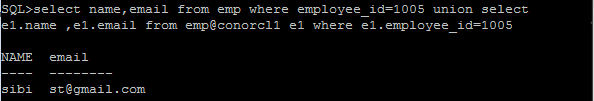 SQL>select name,email from emp where employee_id=1005 union select
e1.name ,e1.email from emp@conorcl1 e1 where e1.employee_id=1005
NAME email
---- --------
sibi st@gmail.com